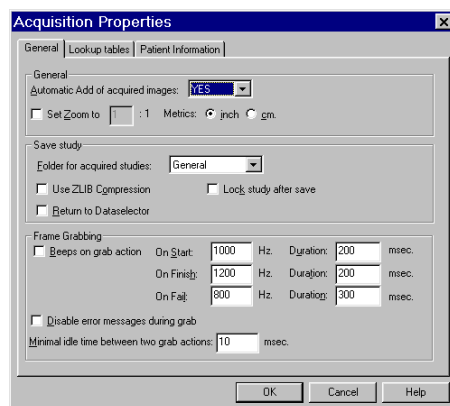 Acquisition Properties
General Lookup tables Patient Information
General
Automatic Add of acquired images: YES
Set Zoom to 1 : 1 Metrics: inch cm.
Save study
Folder for acquired studies: General
Use ZLIB Compression Lock study after save
Return to Dataselector
Frame Grabbing
Beeps on grab action On Start: 1000 Hz. Duration: 200 msec.
On Finish: 1200 Hz. Duration: 200 msec.
On Fail: 800 Hz. Duration: 300 msec.
Disable error messages during grab
Minimal idle time between two grab actions: 10 msec.
OK Cancel Help